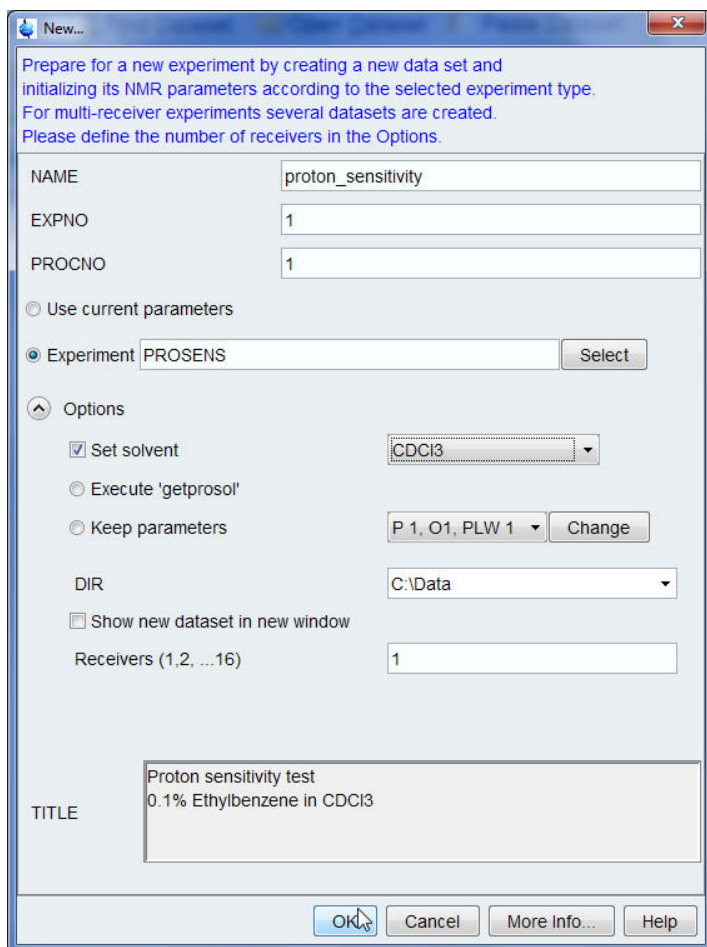 New...
Prepare for a new experiment by creating a new data set and
initializing its NMR parameters according to the selected experiment type.
For multi-receiver experiments several datasets are created.
Please define the number of receivers in the Options.
NAME proton_sensitivity
EXPNO 1
PROCNO 1
Use current parameters
Experiment PROSENS Select
Options
Set solvent CDCl3
Execute 'getprosol'
Keep parameters P 1, O1, PLW 1 Change
DIR C:\Data
Show new dataset in new window
Receivers (1,2, ...16) 1
Proton sensitivity test
0.1% Ethylbenzene in CDCl3
TITLE
OK Cancel More Info... Help